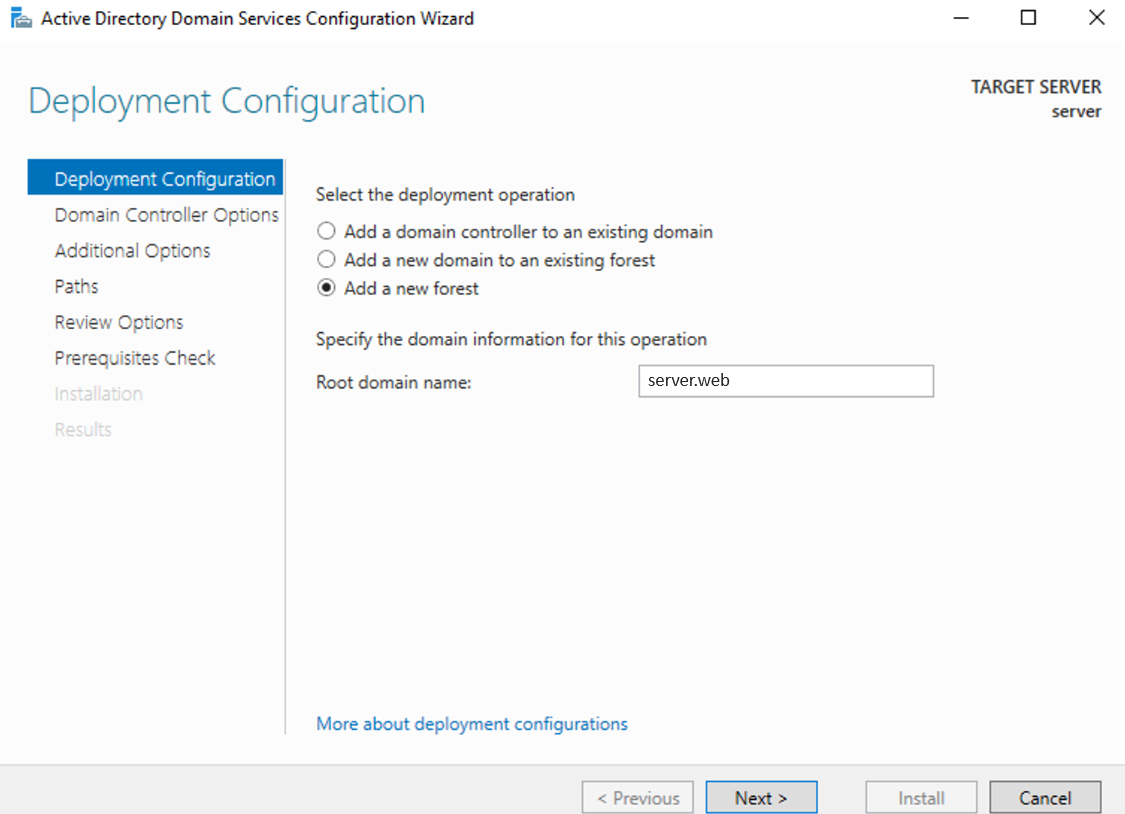 Active Directory Domain Services Configuration Wizard
Deployment Configuration
TARGET SERVER
server
Deployment Configuration
Domain Controller Options
Additional Options
Paths
Review Options
Prerequisites Check
Installation
Results
Select the deployment operation
Add a domain controller to an existing domain
Add a new domain to an existing forest
Add a new forest
Specify the domain information for this operation
Root domain name: server.web
More about deployment configurations
< Previous Next > Install Cancel